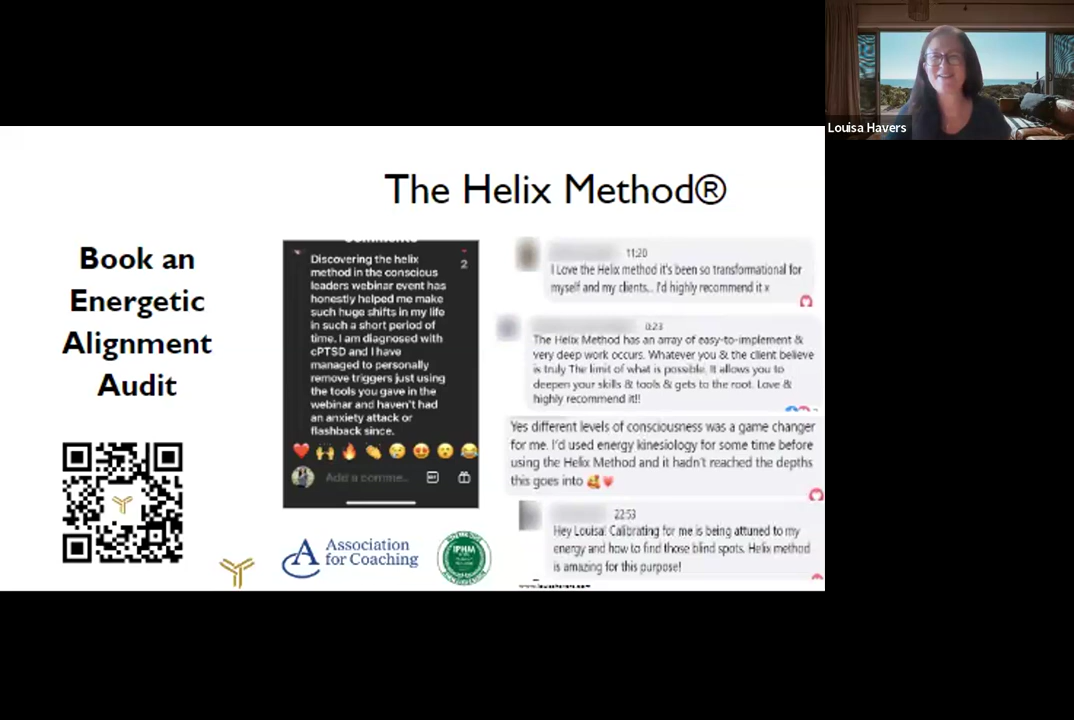 Louisa Havers
The Helix Method®
Book an
Energetic
Alignment
Audit
Comments
2
Discovering the helix
method in the conscious
leaders webinar event has
honestly helped me make
such huge shifts in my life
in such a short period of
time. I am diagnosed with
cPTSD and I have
managed to personally
remove triggers just using
the tools you gave in the
webinar and haven't had
an anxiety attack or
flashback since.
Add a comme...
11:20
I Love the Helix method it's been so transformational for
myself and my clients.. I'd highly recommend it x
0:23
The Helix Method has an array of easy-to-implement &
very deep work occurs. Whatever you & the client believe
is truly The limit of what is possible. It allows you to
deepen your skills & tools & gets to the root. Love &
highly recommend it!!
Yes different levels of consciousness was a game changer
for me. I'd used energy kinesiology for some time before
using the Helix Method and it hadn't reached the depths
this goes into 🥰💗
22:53
Hey Louisa! Calibrating for me is being attuned to my
energy and how to find those blind spots. Helix method
is amazing for this purpose!
Association
for Coaching
IPHM